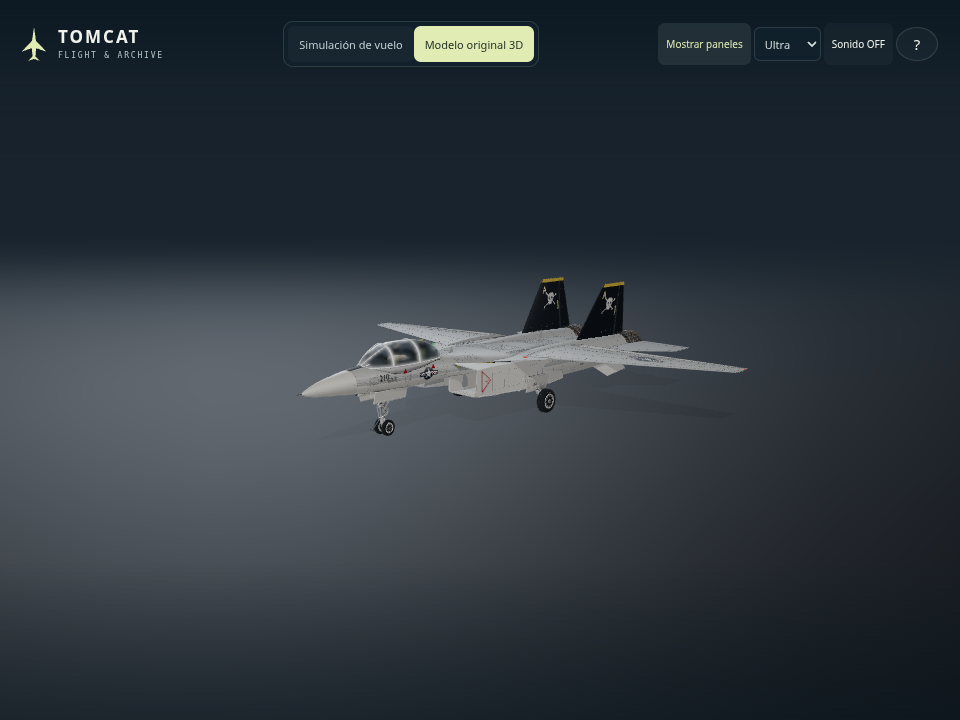 TOMCAT
FLIGHT & ARCHIVE
Simulación de vuelo
Modelo original 3D
Mostrar paneles
Ultra
Sonido OFF
?